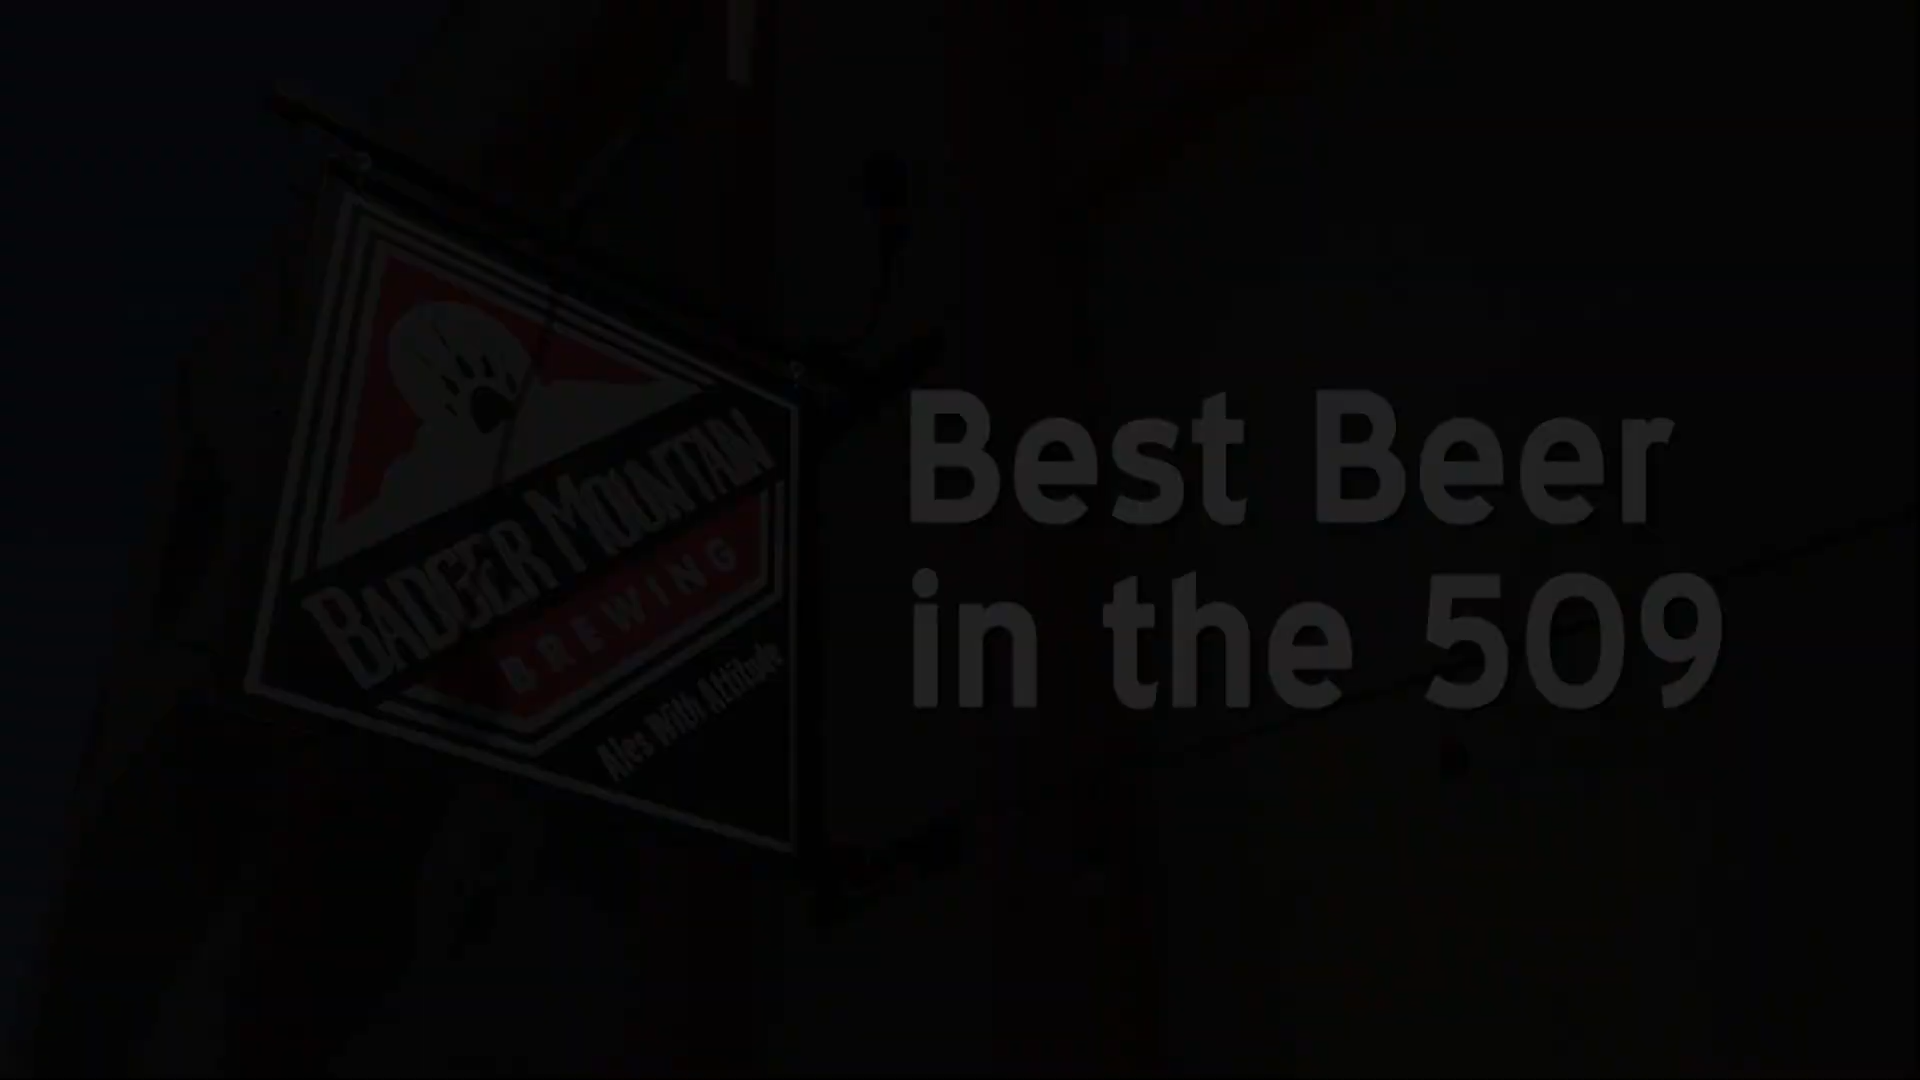 BADGER MOUNTAIN
BREWING
Ales With Attitude
Best Beer
in the 509